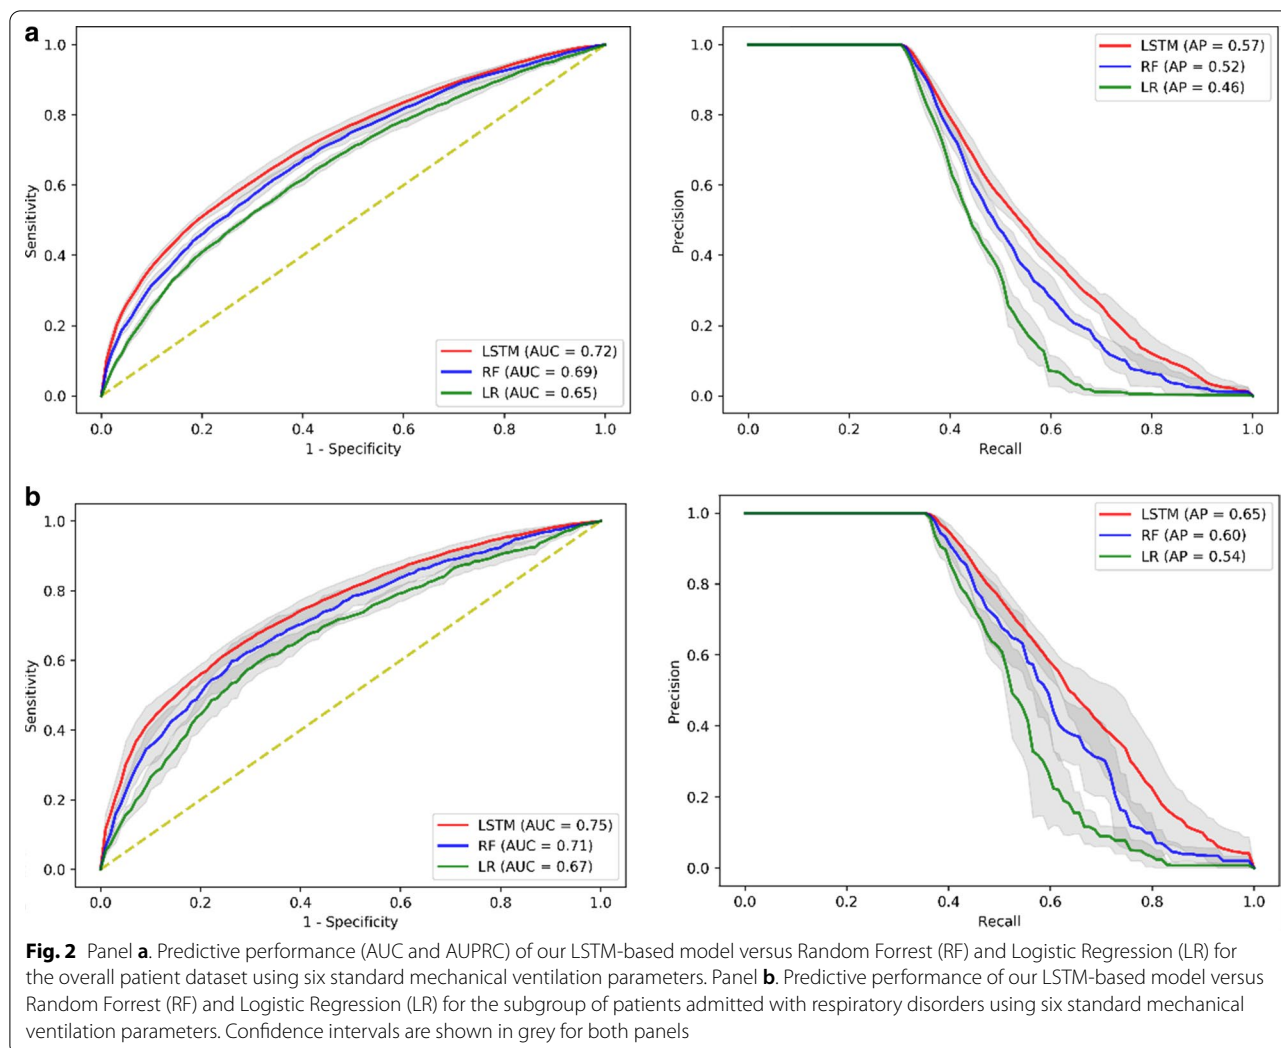 a
1.0
0.8
0.6
0.4
0.2
0.0
Sensitivity
LSTM (AUC = 0.72)
RF (AUC = 0.69)
LR (AUC = 0.65)
0.0 0.2 0.4 0.6 0.8 1.0
1 - Specificity
1.0
0.8
0.6
0.4
0.2
0.0
Precision
LSTM (AP = 0.57)
RF (AP = 0.52)
LR (AP = 0.46)
0.0 0.2 0.4 0.6 0.8 1.0
Recall
b
1.0
0.8
0.6
0.4
0.2
0.0
Sensitivity
LSTM (AUC = 0.75)
RF (AUC = 0.71)
LR (AUC = 0.67)
0.0 0.2 0.4 0.6 0.8 1.0
1 - Specificity
1.0
0.8
0.6
0.4
0.2
0.0
Precision
LSTM (AP = 0.65)
RF (AP = 0.60)
LR (AP = 0.54)
0.0 0.2 0.4 0.6 0.8 1.0
Recall
Fig. 2 Panel a. Predictive performance (AUC and AUPRC) of our LSTM-based model versus Random Forrest (RF) and Logistic Regression (LR) for
the overall patient dataset using six standard mechanical ventilation parameters. Panel b. Predictive performance of our LSTM-based model versus
Random Forrest (RF) and Logistic Regression (LR) for the subgroup of patients admitted with respiratory disorders using six standard mechanical
ventilation parameters. Confidence intervals are shown in grey for both panels